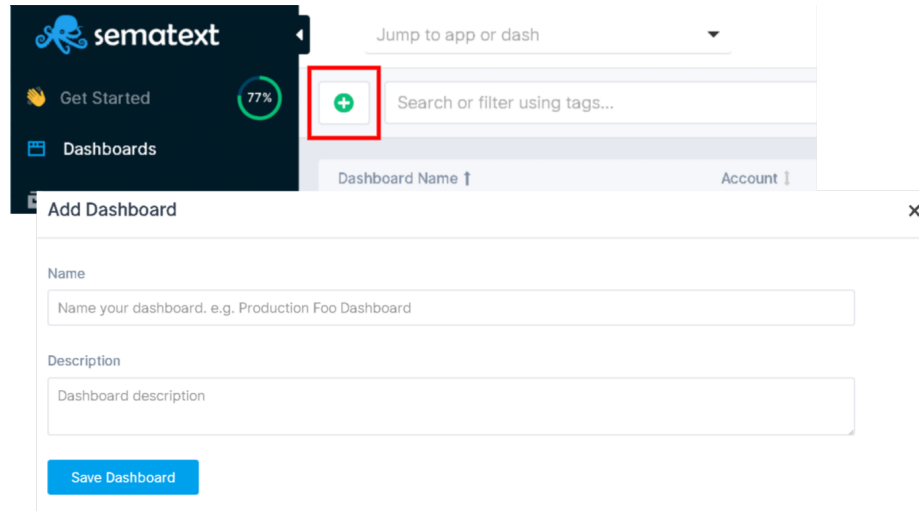 sematext
Jump to app or dash
Get Started
77%
Search or filter using tags...
Dashboards
Dashboard Name
Account
Add Dashboard
Name
Name your dashboard. e.g. Production Foo Dashboard
Description
Dashboard description
Save Dashboard